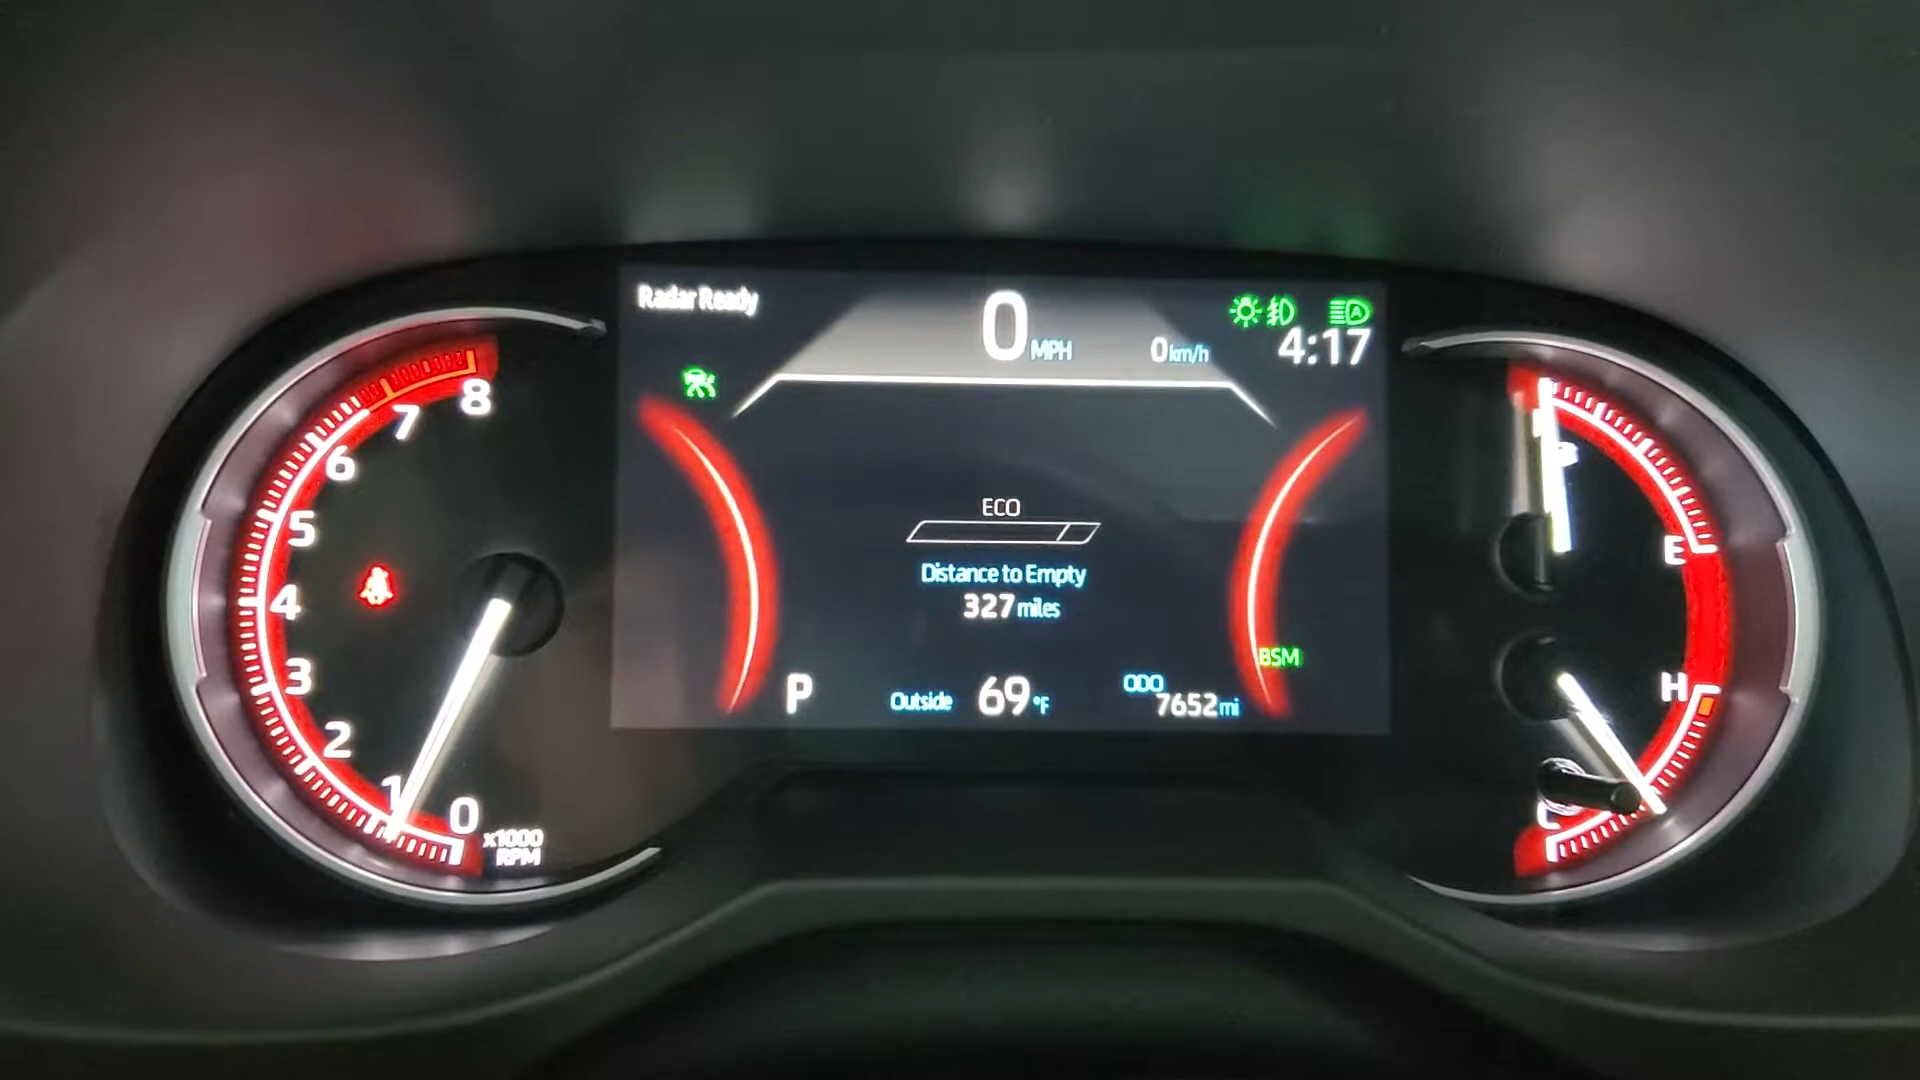 Radar Ready
0 MPH
0 km/h
4:17
8
7
6
5
4
3
2
1
0
x1000
RPM
ECO
Distance to Empty
327 miles
BSM
P
Outside 69 °F
ODO
7652 mi
F
E
H
C